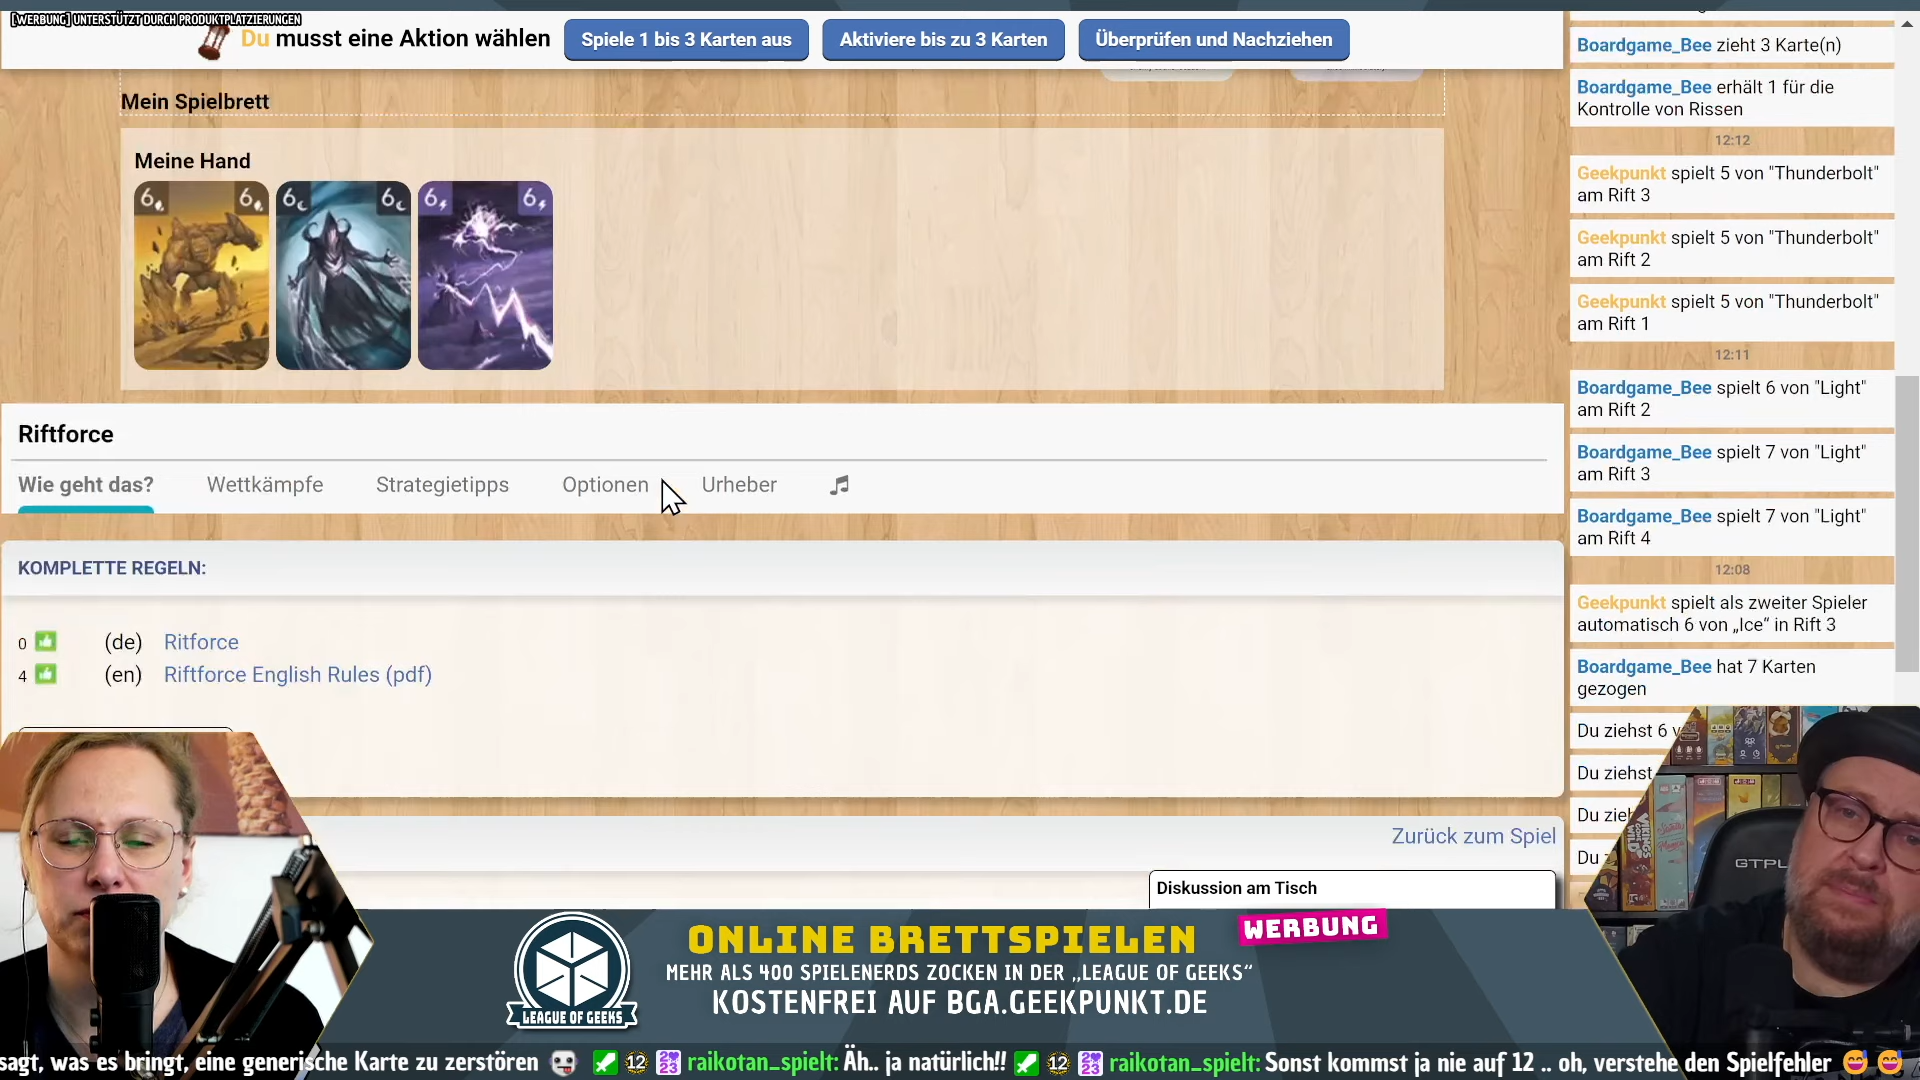 [WERBUNG] UNTERSTÜTZT DURCH PRODUKTPLATZIERUNGEN
Du musst eine Aktion wählen
Spiele 1 bis 3 Karten aus
Aktiviere bis zu 3 Karten
Überprüfen und Nachziehen
Mein Spielbrett
Meine Hand
6 6 6 6 6 6
Riftforce
Wie geht das? Wettkämpfe Strategietipps Optionen Urheber
KOMPLETTE REGELN:
0 (de) Ritforce
4 (en) Riftforce English Rules (pdf)
Zurück zum Spiel
Diskussion am Tisch
Boardgame_Bee zieht 3 Karte(n)
Boardgame_Bee erhält 1 für die
Kontrolle von Rissen
12:12
Geekpunkt spielt 5 von "Thunderbolt"
am Rift 3
Geekpunkt spielt 5 von "Thunderbolt"
am Rift 2
Geekpunkt spielt 5 von "Thunderbolt"
am Rift 1
12:11
Boardgame_Bee spielt 6 von "Light"
am Rift 2
Boardgame_Bee spielt 7 von "Light"
am Rift 3
Boardgame_Bee spielt 7 von "Light"
am Rift 4
12:08
Geekpunkt spielt als zweiter Spieler
automatisch 6 von „Ice“ in Rift 3
Boardgame_Bee hat 7 Karten
gezogen
Du ziehst 6 v
Du ziehst
Du zieh
Du z
GTPL
LEAGUE OF GEEKS
ONLINE BRETTSPIELEN
WERBUNG
MEHR ALS 400 SPIELENERDS ZOCKEN IN DER „LEAGUE OF GEEKS“
KOSTENFREI AUF BGA.GEEKPUNKT.DE
sagt, was es bringt, eine generische Karte zu zerstören 12 raikotan_spielt: Äh.. ja natürlich!! 12 raikotan_spielt: Sonst kommst ja nie auf 12 .. oh, verstehe den Spielfehler